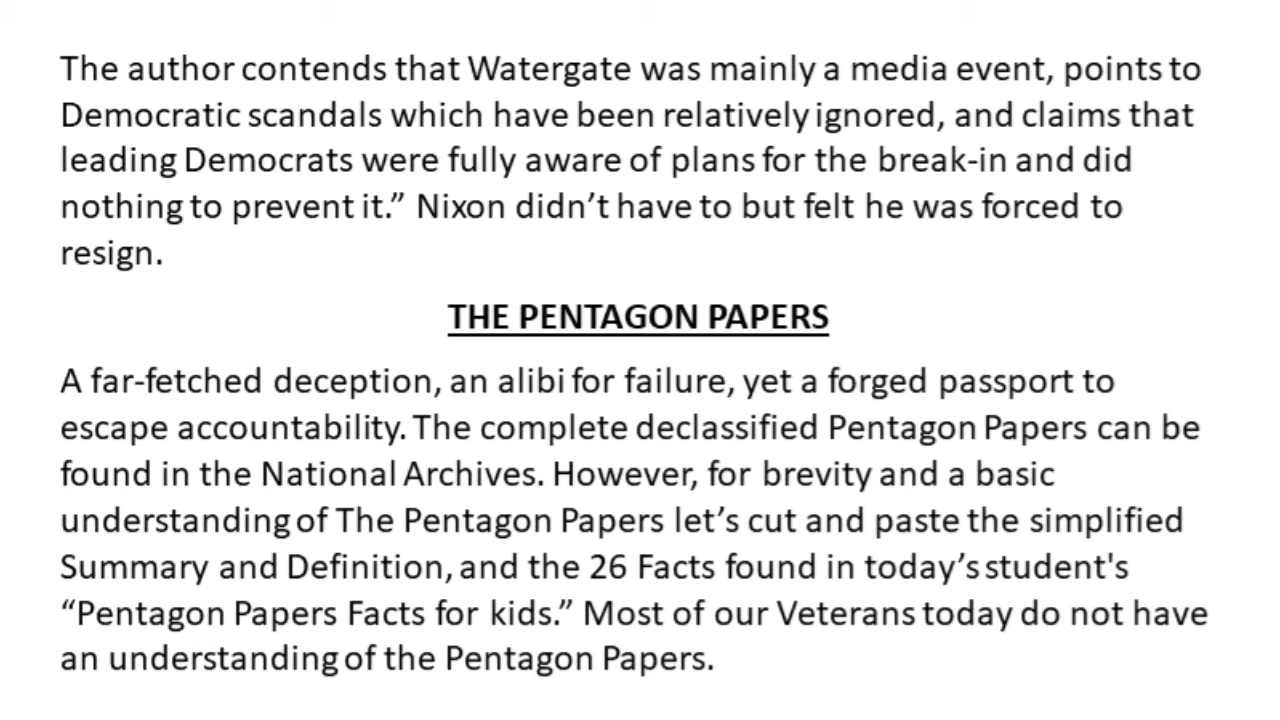 The author contends that Watergate was mainly a media event, points to
Democratic scandals which have been relatively ignored, and claims that
leading Democrats were fully aware of plans for the break-in and did
nothing to prevent it.” Nixon didn’t have to but felt he was forced to
resign.
THE PENTAGON PAPERS
A far-fetched deception, an alibi for failure, yet a forged passport to
escape accountability. The complete declassified Pentagon Papers can be
found in the National Archives. However, for brevity and a basic
understanding of The Pentagon Papers let’s cut and paste the simplified
Summary and Definition, and the 26 Facts found in today’s student's
“Pentagon Papers Facts for kids.” Most of our Veterans today do not have
an understanding of the Pentagon Papers.